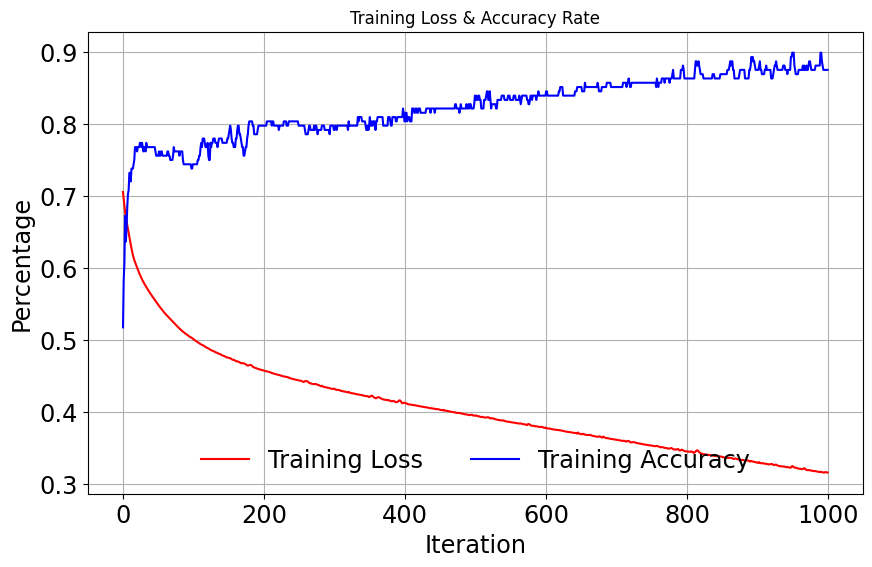 Training Loss & Accuracy Rate
0.9
0.8
0.7
0.6
0.5
0.4
0.3
Percentage
Training Loss
Training Accuracy
0 200 400 600 800 1000
Iteration